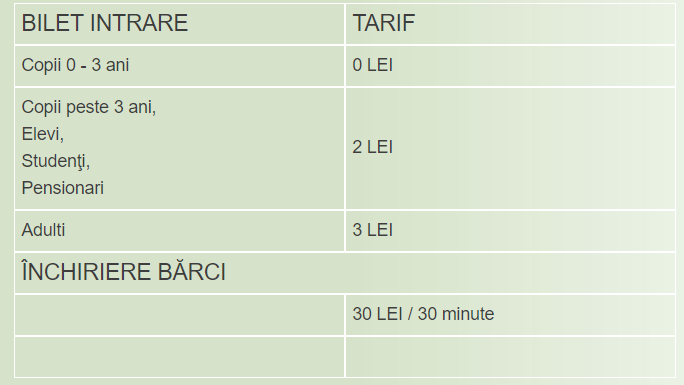 BILET INTRARE TARIF
Copii 0 - 3 ani 0 LEI
Copii peste 3 ani,
Elevi,
Studenţi,
Pensionari
2 LEI
Adulti 3 LEI
ÎNCHIRIERE BĂRCI
30 LEI / 30 minute